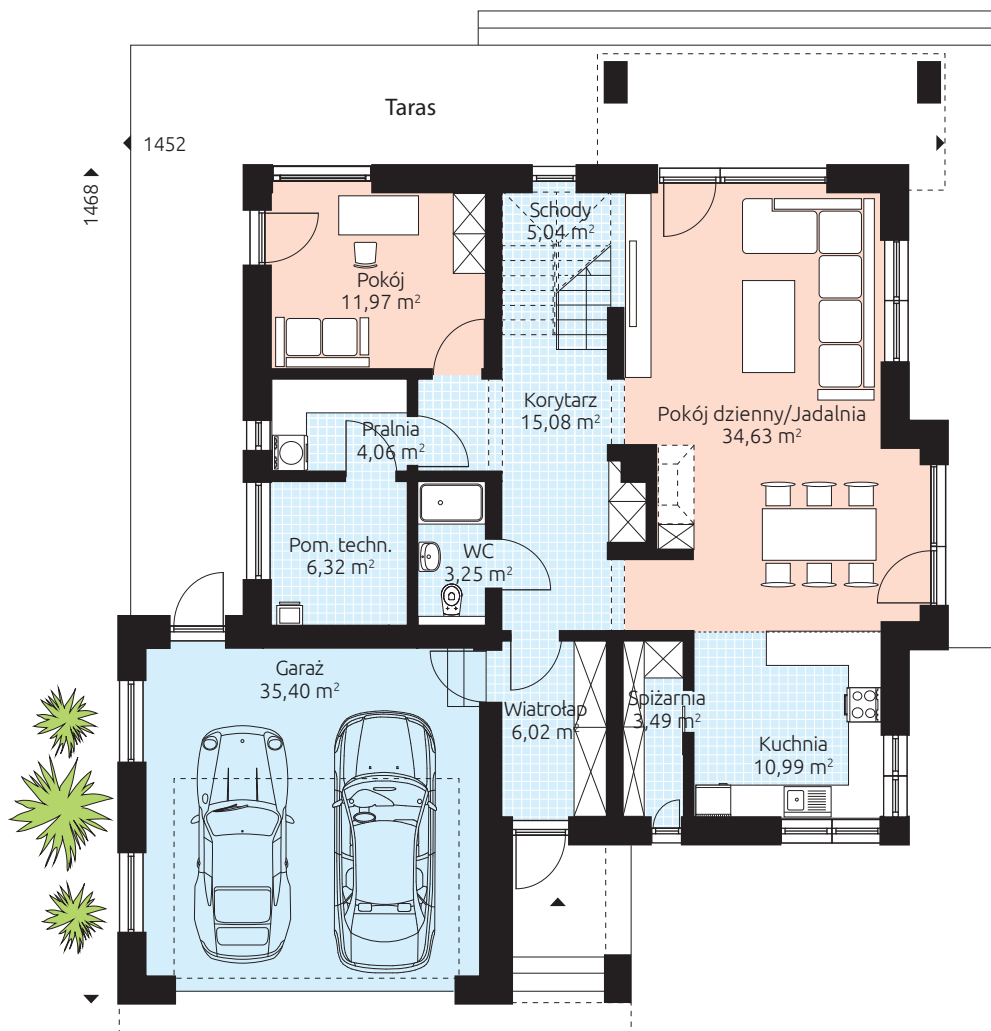 Taras
1452
1468
Schody
5,04 m²
Pokój
11,97 m²
Korytarz
15,08 m²
Pokój dzienny/Jadalnia
34,63 m²
Pralnia
4,06 m²
Pom. techn.
6,32 m²
WC
3,25 m²
Garaż
35,40 m²
Wiatrołap
6,02 m²
Spiżarnia
3,49 m²
Kuchnia
10,99 m²